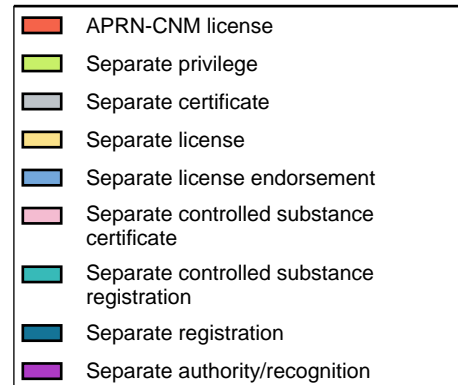 APRN-CNM license
Separate privilege
Separate certificate
Separate license
Separate license endorsement
Separate controlled substance
certificate
Separate controlled substance
registration
Separate registration
Separate authority/recognition